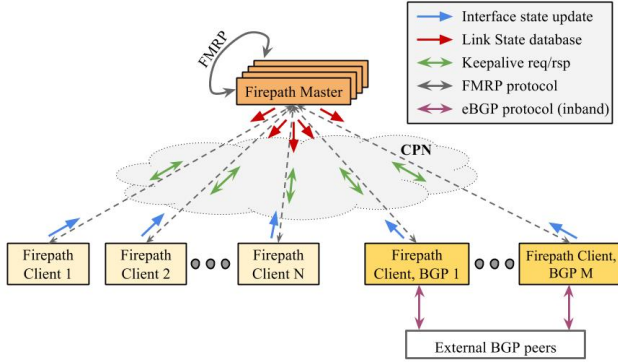 FMRP
Firepath Master
Interface state update
Link State database
Keepalive req/rsp
FMRP protocol
eBGP protocol (inband)
CPN
Firepath
Client 1
Firepath
Client 2
Firepath
Client N
Firepath
Client, BGP 1
Firepath Client,
BGP M
External BGP peers